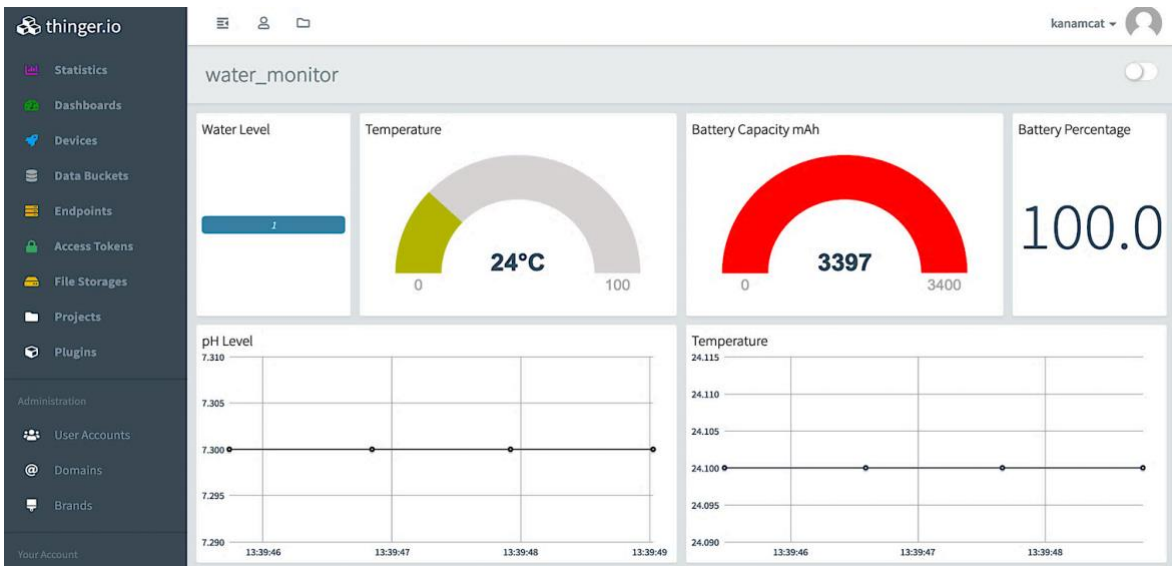 thinger.io
kanamcat
Statistics
Dashboards
Devices
Data Buckets
Endpoints
Access Tokens
File Storages
Projects
Plugins
Administration
User Accounts
Domains
Brands
Your Account
water_monitor
Water Level
1
Temperature
24°C
0 100
Battery Capacity mAh
3397
0 3400
Battery Percentage
100.0
pH Level
7.310
7.305
7.300
7.295
7.290
13:39:46 13:39:47 13:39:48 13:39:49
Temperature
24.115
24.110
24.105
24.100
24.095
24.090
13:39:46 13:39:47 13:39:48